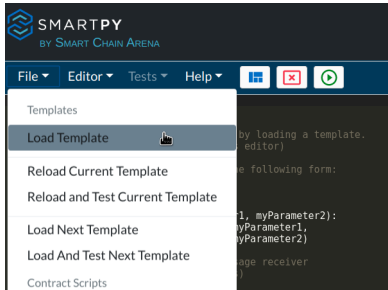 SMARTPY
BY SMART CHAIN ARENA
File Editor Tests Help
Templates
Load Template
by loading a template.
editor)
Reload Current Template
e following form:
Reload and Test Current Template
1, myParameter2):
Load Next Template
yParameter1,
yParameter2)
Load And Test Next Template
sage receiver
)
Contract Scripts